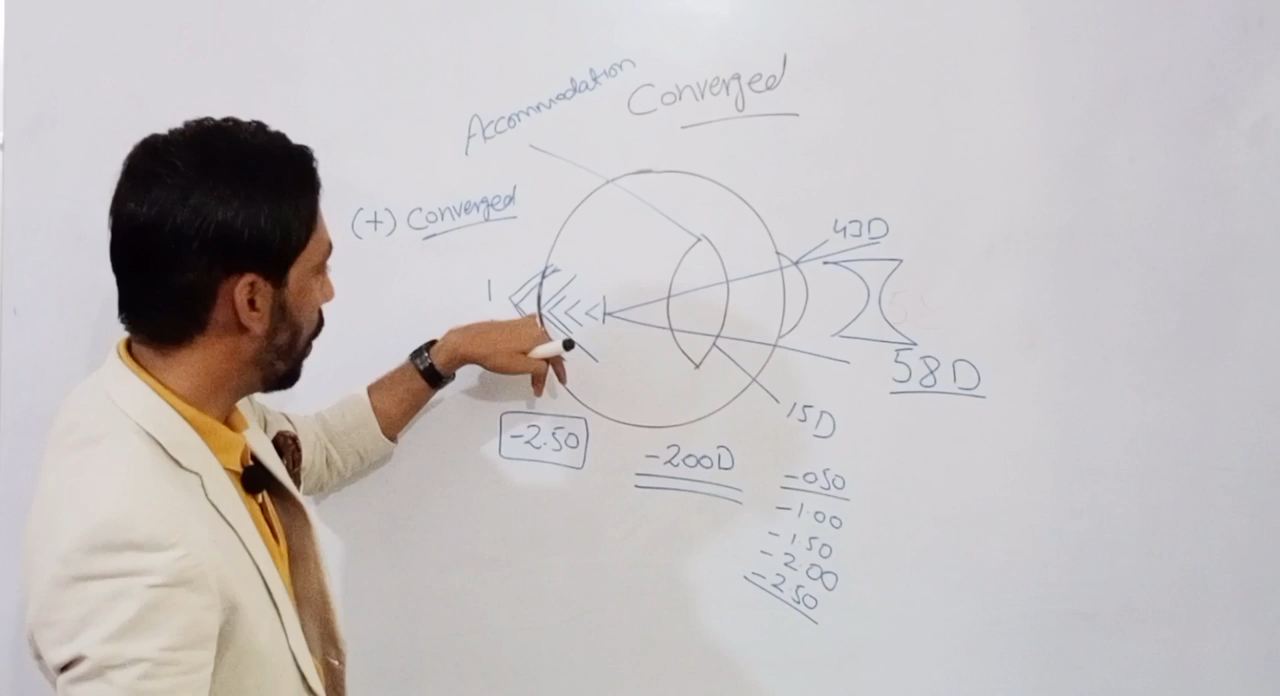 Accommodation
Converged
(+) Converged
43D
1
58D
15D
-2.50
-200D
-050
-1.00
-1.50
-2.00
-2.50